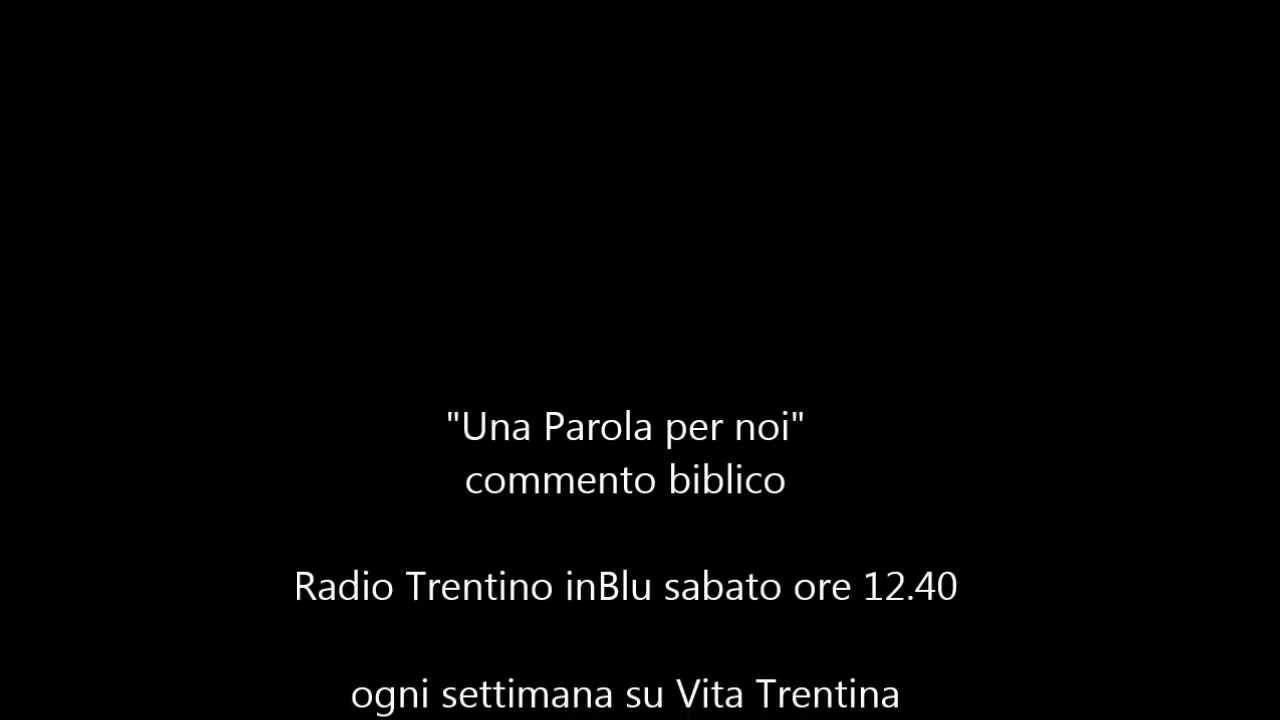 "Una Parola per noi"
commento biblico
Radio Trentino inBlu sabato ore 12.40
ogni settimana su Vita Trentina